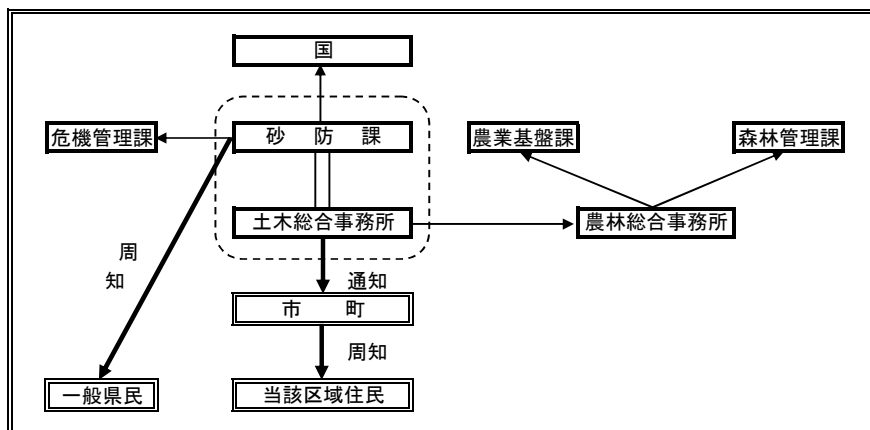 国
危機管理課
砂 防 課
農業基盤課
森林管理課
土木総合事務所
農林総合事務所
周
知
通知
市 町
周知
一般県民
当該区域住民